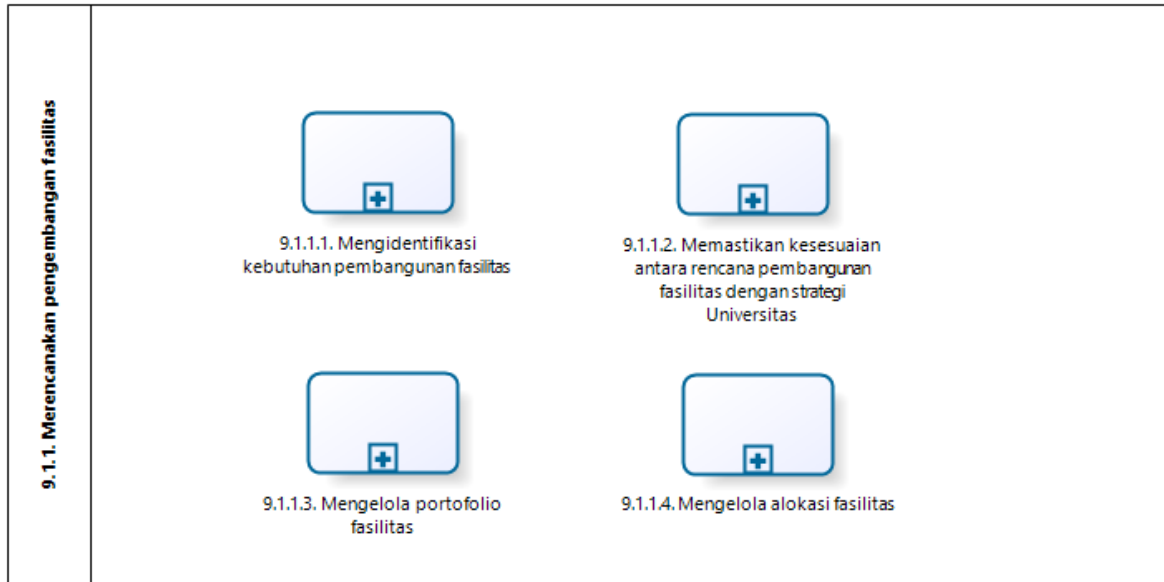 9.1.1. Merencanakan pengembangan fasilitas
9.1.1.1. Mengidentifikasi
kebutuhan pembangunan fasilitas
9.1.1.2. Memastikan kesesuaian
antara rencana pembangunan
fasilitas dengan strategi
Universitas
9.1.1.3. Mengelola portofolio
fasilitas
9.1.1.4. Mengelola alokasi fasilitas